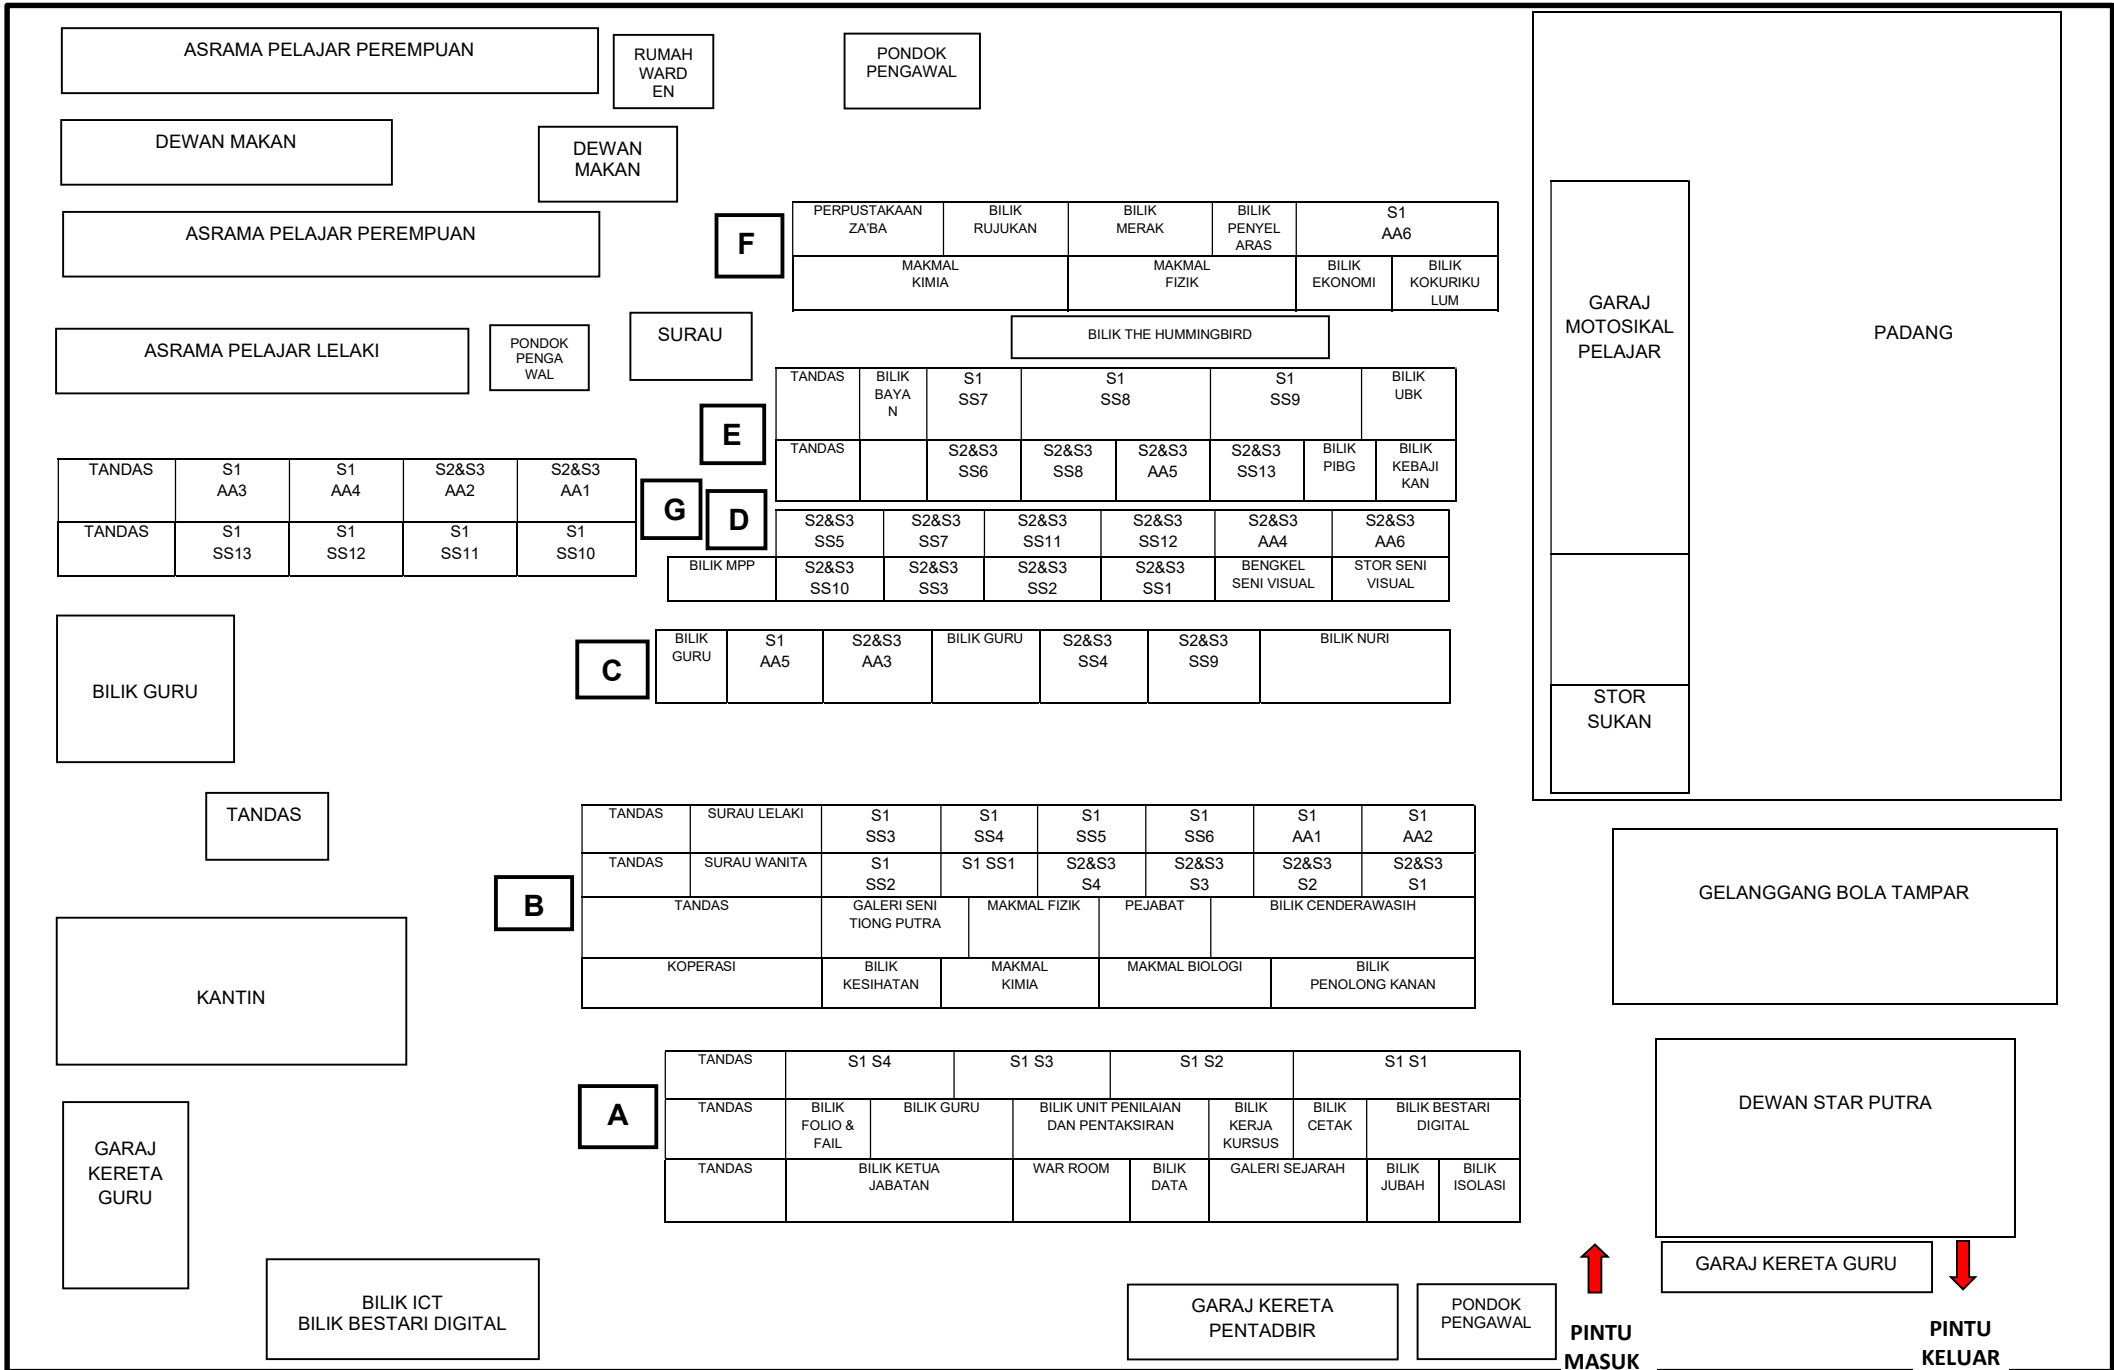 ASRAMA PELAJAR PEREMPUAN
RUMAH
WARD
EN
PONDOK
PENGAWAL
DEWAN MAKAN
DEWAN
MAKAN
ASRAMA PELAJAR PEREMPUAN
F
PERPUSTAKAAN
ZA'BA
BILIK
RUJUKAN
BILIK
MERAK
BILIK
PENYEL
ARAS
S1
AA6
MAKMAL
KIMIA
MAKMAL
FIZIK
BILIK
EKONOMI
BILIK
KOKURIKU
LUM
GARAJ
MOTOSIKAL
PELAJAR
PADANG
STOR
SUKAN
ASRAMA PELAJAR LELAKI
PONDOK
PENGA
WAL
SURAU
BILIK THE HUMMINGBIRD
E
TANDAS
BILIK
BAYA
N
S1
SS7
S1
SS8
S1
SS9
BILIK
UBK
TANDAS
S2&S3
SS6
S2&S3
SS8
S2&S3
AA5
S2&S3
SS13
BILIK
PIBG
BILIK
KEBAJI
KAN
TANDAS
S1
AA3
S1
AA4
S2&S3
AA2
S2&S3
AA1
TANDAS
S1
SS13
S1
SS12
S1
SS11
S1
SS10
G
D
S2&S3
SS5
S2&S3
SS7
S2&S3
SS11
S2&S3
SS12
S2&S3
AA4
S2&S3
AA6
BILIK MPP
S2&S3
SS10
S2&S3
SS3
S2&S3
SS2
S2&S3
SS1
BENGKEL
SENI VISUAL
STOR SENI
VISUAL
BILIK GURU
C
BILIK
GURU
S1
AA5
S2&S3
AA3
BILIK GURU
S2&S3
SS4
S2&S3
SS9
BILIK NURI
TANDAS
B
TANDAS
SURAU LELAKI
S1
SS3
S1
SS4
S1
SS5
S1
SS6
S1
AA1
S1
AA2
TANDAS
SURAU WANITA
S1
SS2
S1 SS1
S2&S3
S4
S2&S3
S3
S2&S3
S2
S2&S3
S1
TANDAS
GALERI SENI
TIONG PUTRA
MAKMAL FIZIK
PEJABAT
BILIK CENDERAWASIH
KOPERASI
BILIK
KESIHATAN
MAKMAL
KIMIA
MAKMAL BIOLOGI
BILIK
PENOLONG KANAN
GELANGGANG BOLA TAMPAR
KANTIN
A
TANDAS
S1 S4
S1 S3
S1 S2
S1 S1
TANDAS
BILIK
FOLIO &
FAIL
BILIK GURU
BILIK UNIT PENILAIAN
DAN PENTAKSIRAN
BILIK
KERJA
KURSUS
BILIK
CETAK
BILIK BESTARI
DIGITAL
TANDAS
BILIK KETUA
JABATAN
WAR ROOM
BILIK
DATA
GALERI SEJARAH
BILIK
JUBAH
BILIK
ISOLASI
DEWAN STAR PUTRA
GARAJ
KERETA
GURU
BILIK ICT
BILIK BESTARI DIGITAL
GARAJ KERETA
PENTADBIR
PONDOK
PENGAWAL
PINTU
MASUK
GARAJ KERETA GURU
PINTU
KELUAR